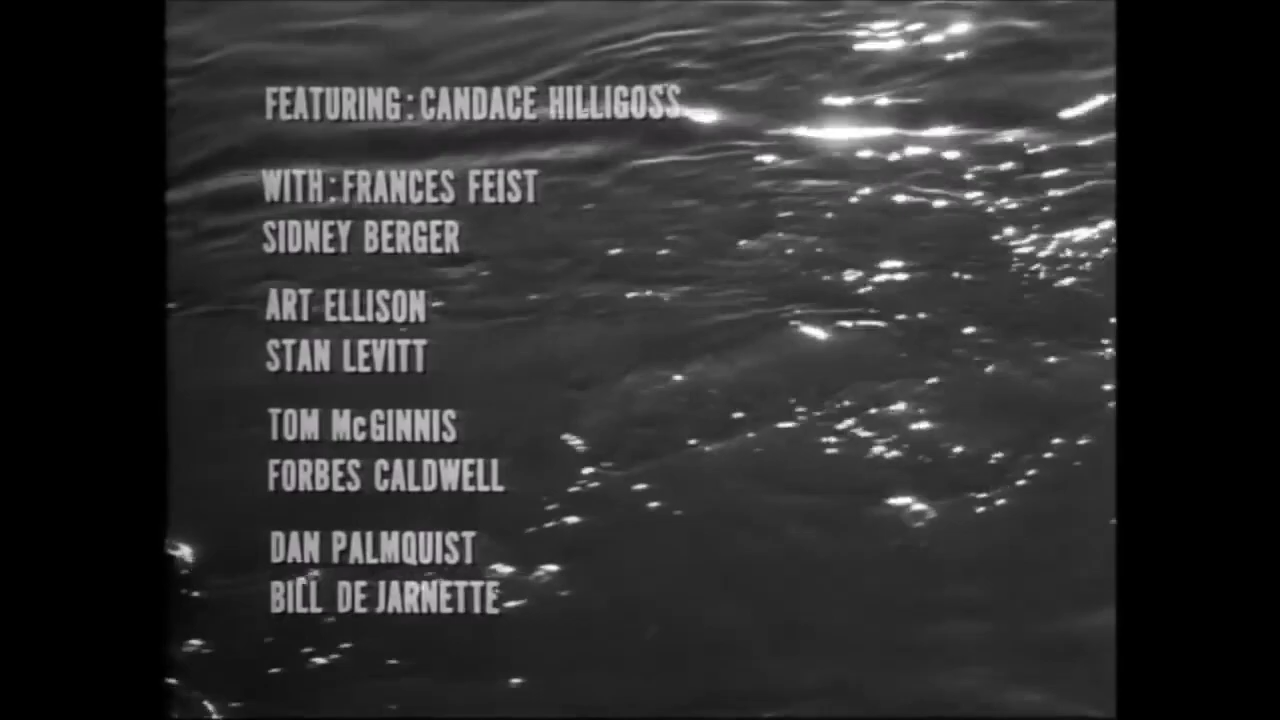 FEATURING: CANDACE HILLIGOSS
WITH: FRANCES FEIST
SIDNEY BERGER
ART ELLISON
STAN LEVITT
TOM McGINNIS
FORBES CALDWELL
DAN PALMQUIST
BILL DE JARNETTE